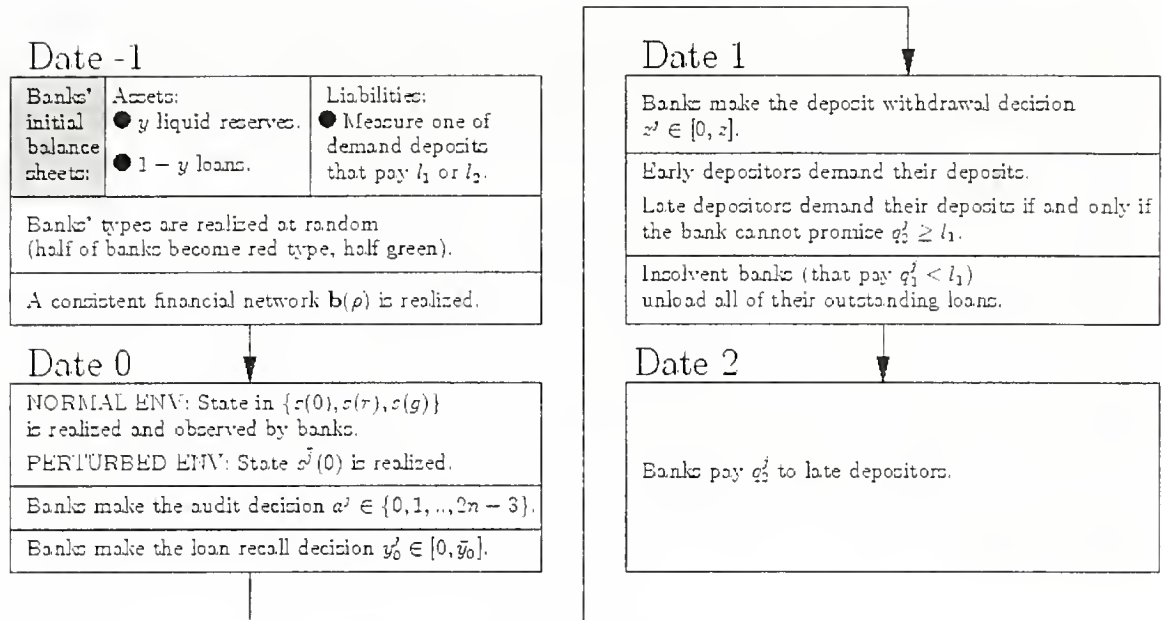 Date -1
Banks'
initial
balance
sheets:
Assets:
● y liquid reserves.
● 1 − y loans.
Liabilities:
● Measure one of
demand deposits
that pay l₁ or l₂.
Banks' types are realized at random
(half of banks become red type, half green).
A consistent financial network b(ρ) is realized.
Date 0
NORMAL ENV: State in {s(0), s(r), s(g)}
is realized and observed by banks.
PERTURBED ENV: State s^j̃(0) is realized.
Banks make the audit decision a^j ∈ {0, 1, .., 2n − 3}.
Banks make the loan recall decision y₀^j ∈ [0, ȳ₀].
Date 1
Banks make the deposit withdrawal decision
z^j ∈ [0, z].
Early depositors demand their deposits.
Late depositors demand their deposits if and only if
the bank cannot promise q₂^j ≥ l₁.
Insolvent banks (that pay q₁^j < l₁)
unload all of their outstanding loans.
Date 2
Banks pay q₂^j to late depositors.